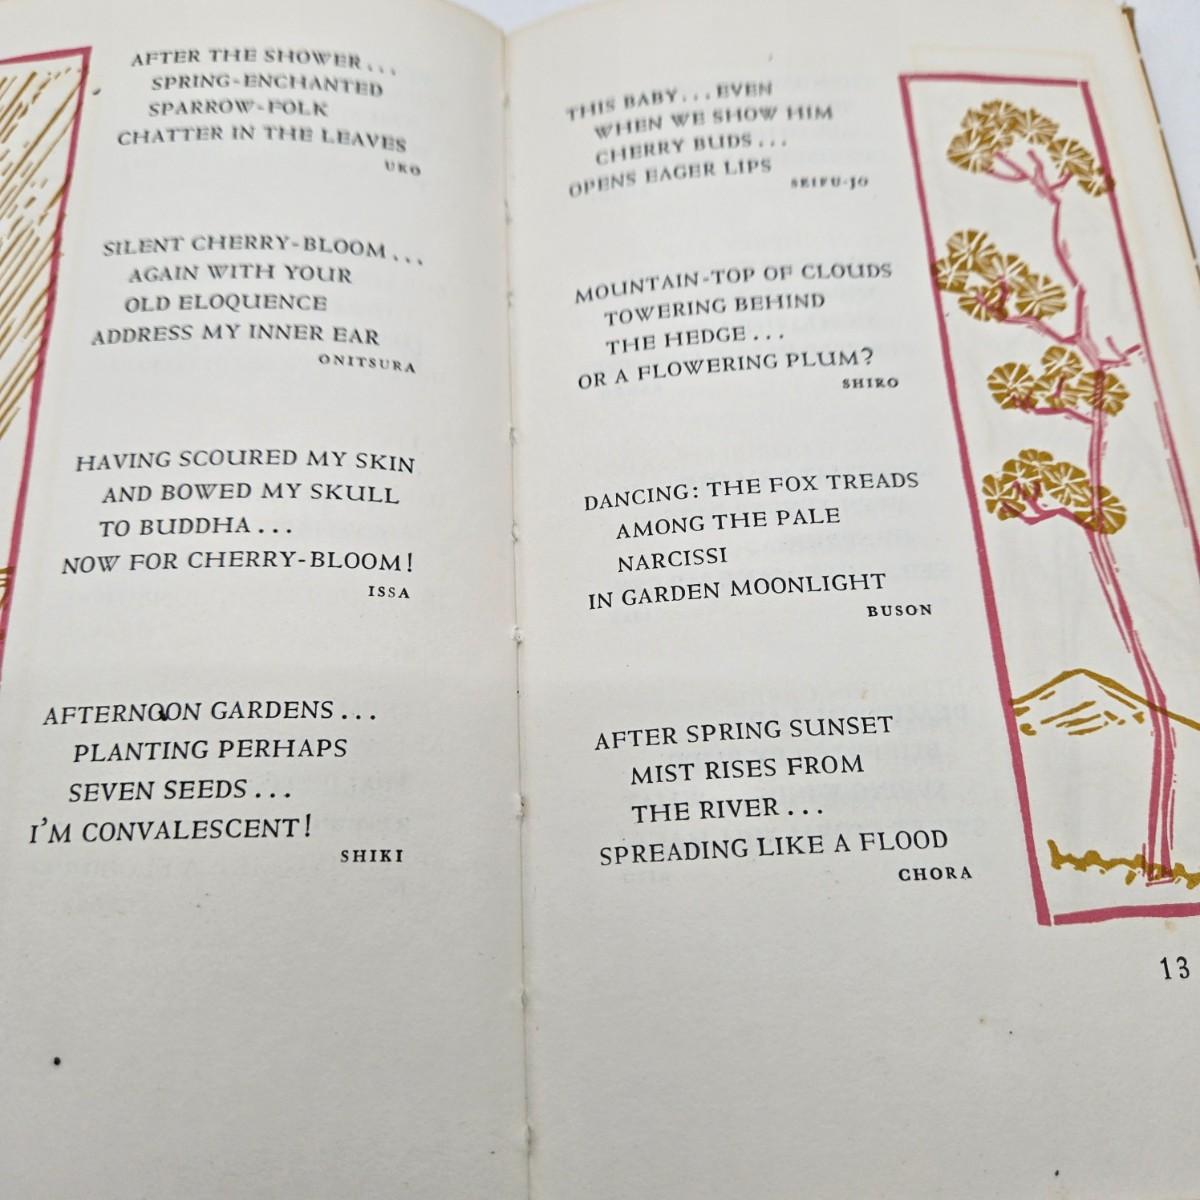 AFTER THE SHOWER...
SPRING-ENCHANTED
SPARROW-FOLK
CHATTER IN THE LEAVES
UKO
SILENT CHERRY-BLOOM...
AGAIN WITH YOUR
OLD ELOQUENCE
ADDRESS MY INNER EAR
ONITSURA
HAVING SCOURED MY SKIN
AND BOWED MY SKULL
TO BUDDHA...
NOW FOR CHERRY-BLOOM!
ISSA
AFTERNOON GARDENS...
PLANTING PERHAPS
SEVEN SEEDS...
I'M CONVALESCENT!
SHIKI
THIS BABY...EVEN
WHEN WE SHOW HIM
CHERRY BUDS...
OPENS EAGER LIPS
SEIFU-JO
MOUNTAIN-TOP OF CLOUDS
TOWERING BEHIND
THE HEDGE...
OR A FLOWERING PLUM?
SHIRO
DANCING: THE FOX TREADS
AMONG THE PALE
NARCISSI
IN GARDEN MOONLIGHT
BUSON
AFTER SPRING SUNSET
MIST RISES FROM
THE RIVER...
SPREADING LIKE A FLOOD
CHORA
13